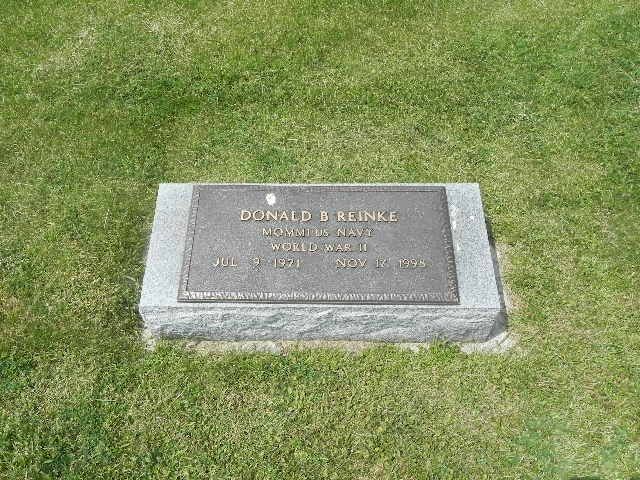 DONALD B REINKE
MOMM1 US NAVY
WORLD WAR II
JUL 9 1921 NOV 17 1998